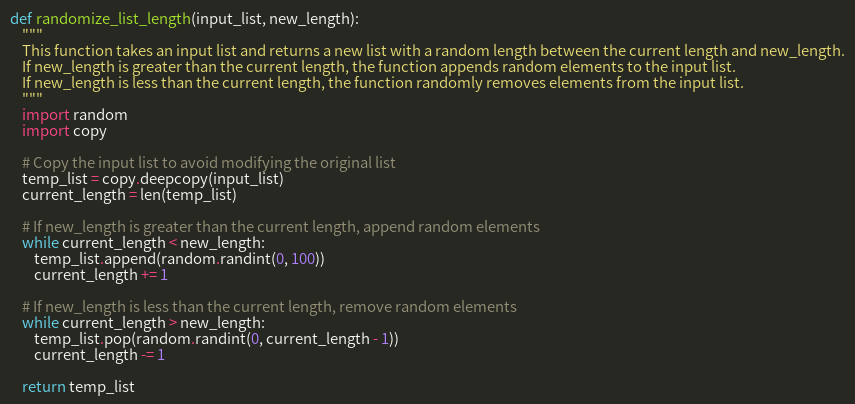 def randomize_list_length(input_list, new_length):
    """
    This function takes an input list and returns a new list with a random length between the current length and new_length.
    If new_length is greater than the current length, the function appends random elements to the input list.
    If new_length is less than the current length, the function randomly removes elements from the input list.
    """
    import random
    import copy

    # Copy the input list to avoid modifying the original list
    temp_list = copy.deepcopy(input_list)
    current_length = len(temp_list)

    # If new_length is greater than the current length, append random elements
    while current_length < new_length:
        temp_list.append(random.randint(0, 100))
        current_length += 1

    # If new_length is less than the current length, remove random elements
    while current_length > new_length:
        temp_list.pop(random.randint(0, current_length - 1))
        current_length -= 1

    return temp_list